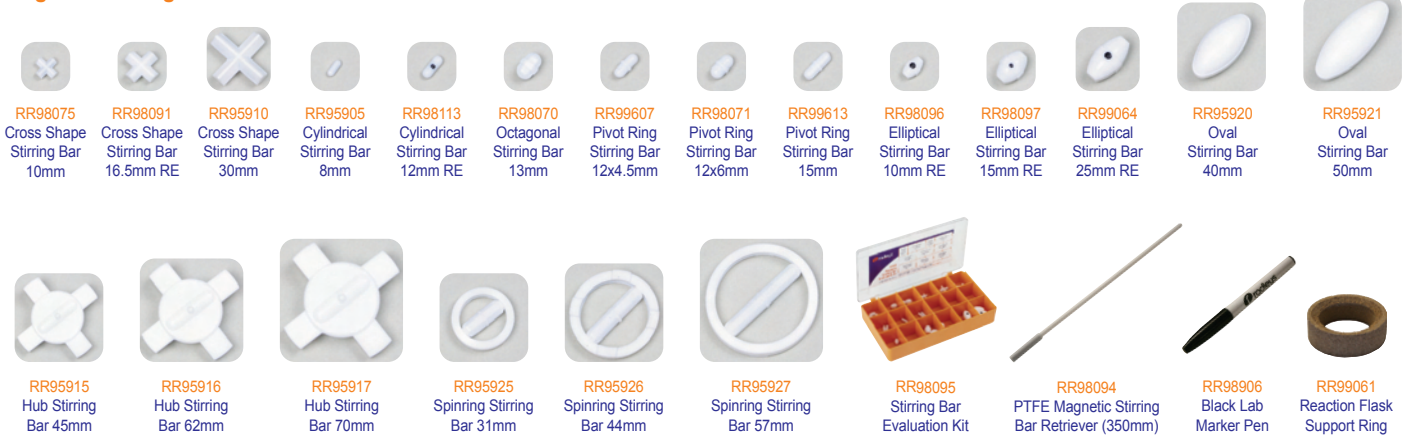 RR98075
Cross Shape
Stirring Bar
10mm
RR98091
Cross Shape
Stirring Bar
16.5mm RE
RR95910
Cross Shape
Stirring Bar
30mm
RR95905
Cylindrical
Stirring Bar
8mm
RR98113
Cylindrical
Stirring Bar
12mm RE
RR98070
Octagonal
Stirring Bar
13mm
RR99607
Pivot Ring
Stirring Bar
12x4.5mm
RR98071
Pivot Ring
Stirring Bar
12x6mm
RR99613
Pivot Ring
Stirring Bar
15mm
RR98096
Elliptical
Stirring Bar
10mm RE
RR98097
Elliptical
Stirring Bar
15mm RE
RR99064
Elliptical
Stirring Bar
25mm RE
RR95920
Oval
Stirring Bar
40mm
RR95921
Oval
Stirring Bar
50mm
RR95915
Hub Stirring
Bar 45mm
RR95916
Hub Stirring
Bar 62mm
RR95917
Hub Stirring
Bar 70mm
RR95925
Spinring Stirring
Bar 31mm
RR95926
Spinring Stirring
Bar 44mm
RR95927
Spinring Stirring
Bar 57mm
RR98095
Stirring Bar
Evaluation Kit
RR98094
PTFE Magnetic Stirring
Bar Retriever (350mm)
radleys
RR98906
Black Lab
Marker Pen
RR99061
Reaction Flask
Support Ring